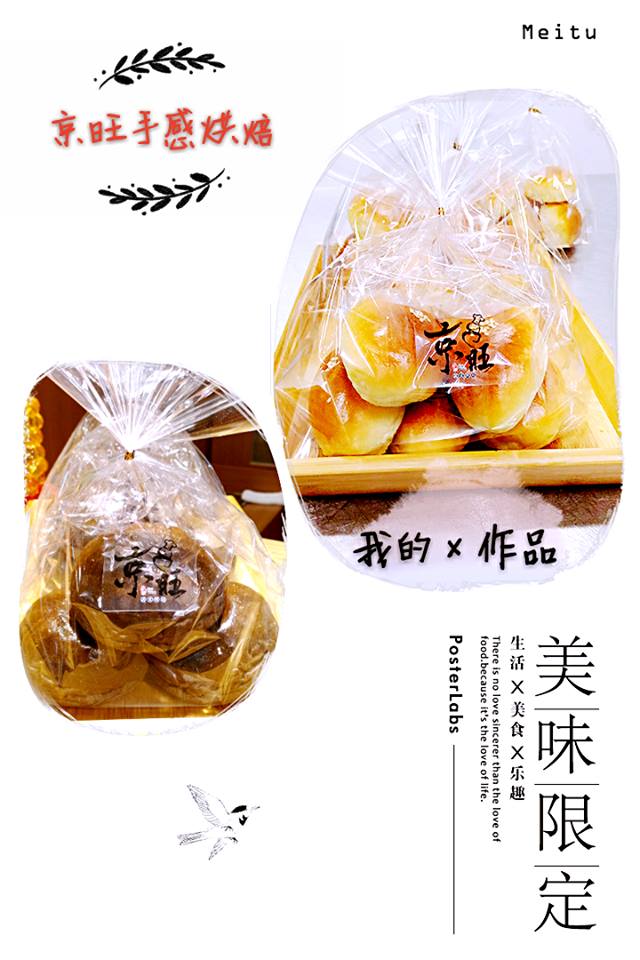 Meitu
京旺手感烘焙
京旺
京旺
我的 x 作品
美味限定
生活 X 美食 X 乐趣
There is no love sincerer than the love of
food.because it's the love of life.
PosterLabs